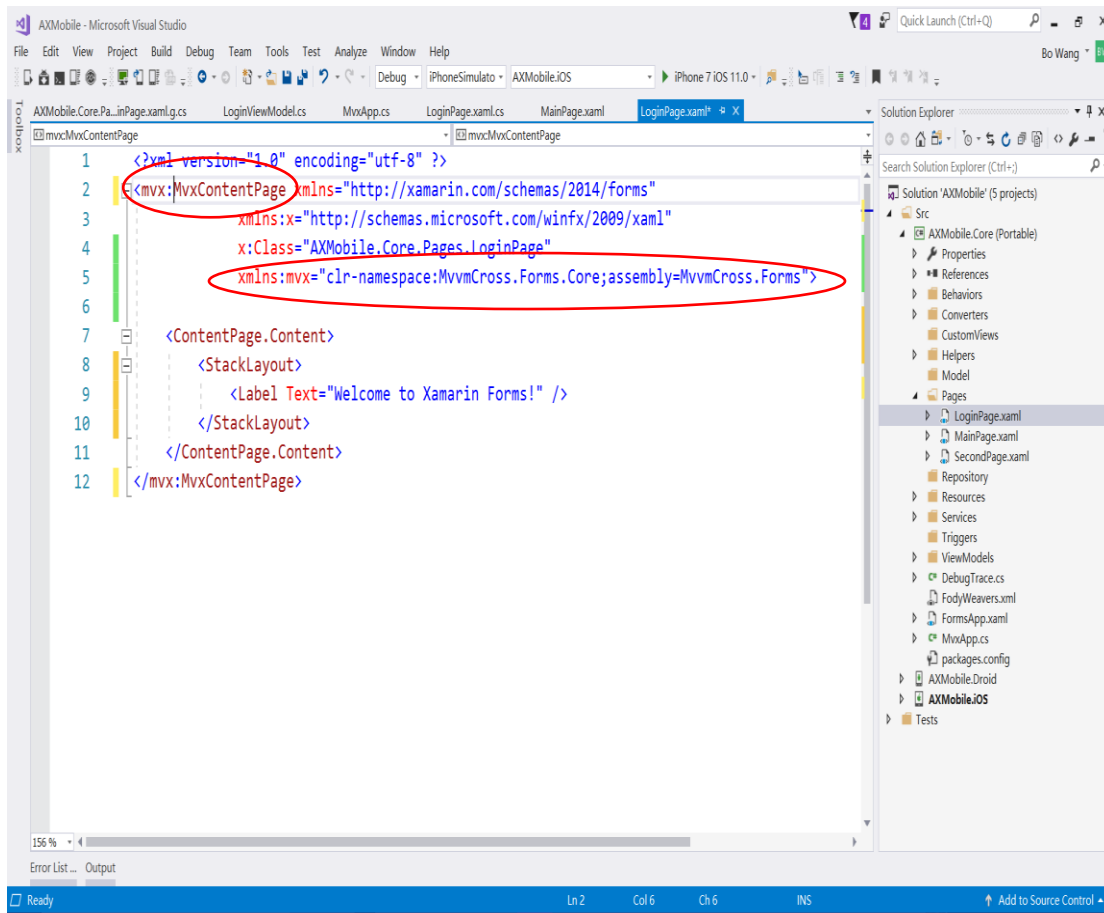 AXMobile - Microsoft Visual Studio
4
Quick Launch (Ctrl+Q)
File Edit View Project Build Debug Team Tools Test Analyze Window Help
Bo Wang
Debug iPhoneSimulato AXMobile.iOS iPhone 7 iOS 11.0
Toolbox
AXMobile.Core.Pa...inPage.xaml.g.cs LoginViewModel.cs MvxApp.cs LoginPage.xaml.cs MainPage.xaml LoginPage.xaml*
mvx:MvxContentPage mvx:MvxContentPage
1 <?xml version="1.0" encoding="utf-8" ?>
2 <mvx:MvxContentPage xmlns="http://xamarin.com/schemas/2014/forms"
3 xmlns:x="http://schemas.microsoft.com/winfx/2009/xaml"
4 x:Class="AXMobile.Core.Pages.LoginPage"
5 xmlns:mvx="clr-namespace:MvvmCross.Forms.Core;assembly=MvvmCross.Forms">
6
7 <ContentPage.Content>
8 <StackLayout>
9 <Label Text="Welcome to Xamarin Forms!" />
10 </StackLayout>
11 </ContentPage.Content>
12 </mvx:MvxContentPage>
156 %
Error List ... Output
Solution Explorer
Search Solution Explorer (Ctrl+;)
Solution 'AXMobile' (5 projects)
Src
AXMobile.Core (Portable)
Properties
References
Behaviors
Converters
CustomViews
Helpers
Model
Pages
LoginPage.xaml
MainPage.xaml
SecondPage.xaml
Repository
Resources
Services
Triggers
ViewModels
DebugTrace.cs
FodyWeavers.xml
FormsApp.xaml
MvxApp.cs
packages.config
AXMobile.Droid
AXMobile.iOS
Tests
Ready Ln 2 Col 6 Ch 6 INS Add to Source Control